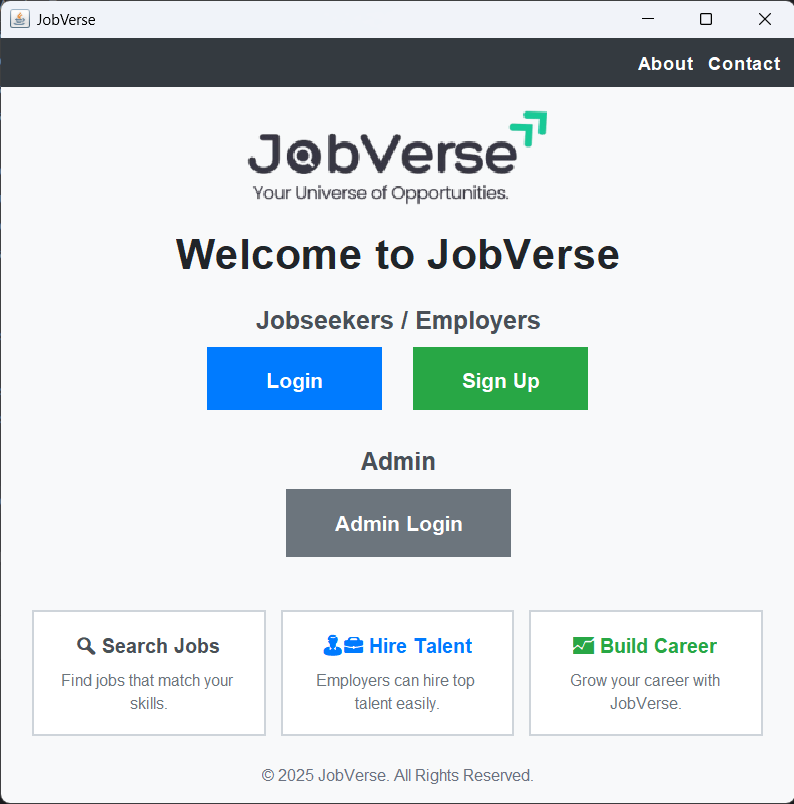 JobVerse
About Contact
JobVerse
Your Universe of Opportunities.
Welcome to JobVerse
Jobseekers / Employers
Login
Sign Up
Admin
Admin Login
Search Jobs
Find jobs that match your
skills.
Hire Talent
Employers can hire top
talent easily.
Build Career
Grow your career with
JobVerse.
© 2025 JobVerse. All Rights Reserved.